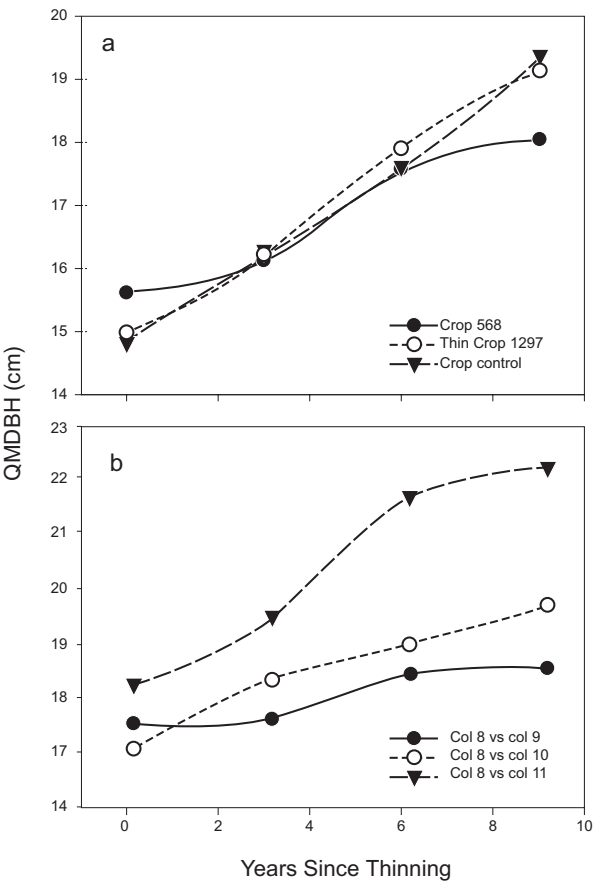 20
a
19
18
17
16
15
14
Crop 568
Thin Crop 1297
Crop control
QMDBH (cm)
23
b
22
21
20
19
18
17
14
Col 8 vs col 9
Col 8 vs col 10
Col 8 vs col 11
0 2 4 6 8 10
Years Since Thinning